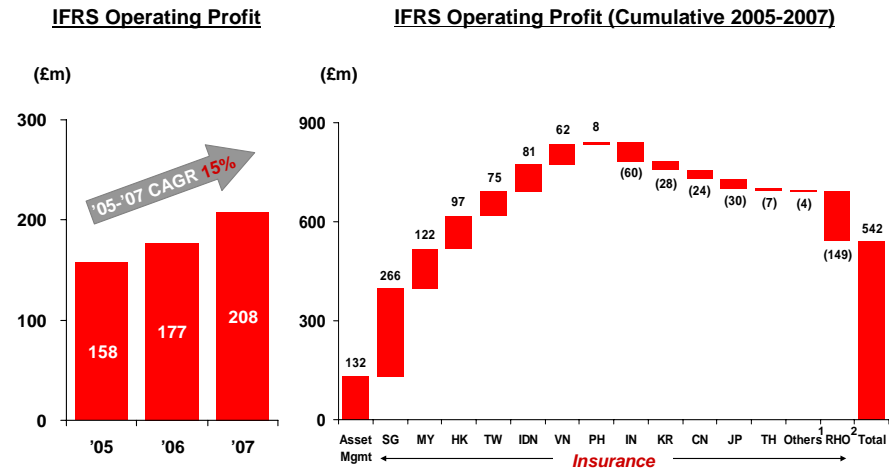 IFRS Operating Profit
(£m)
300
200
100
0
’05-’07 CAGR 15%
158
177
208
’05
’06
’07
IFRS Operating Profit (Cumulative 2005-2007)
(£m)
900
600
300
0
132
266
122
97
75
81
62
8
(60)
(28)
(24)
(30)
(7)
(4)
(149)
542
Asset Mgmt
SG
MY
HK
TW
IDN
VN
PH
IN
KR
CN
JP
TH
Others 1
RHO 2
Total
Insurance